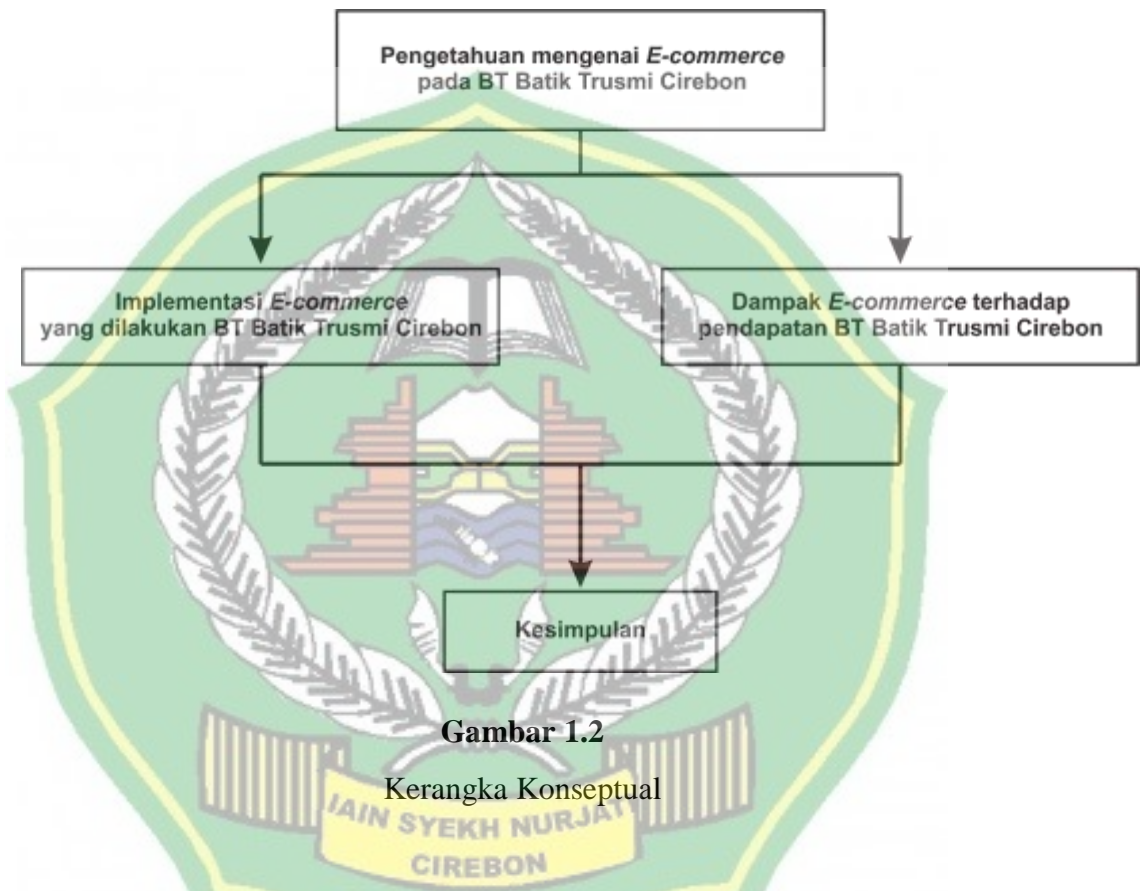 Pengetahuan mengenai E-commerce
pada BT Batik Trusmi Cirebon
Implementasi E-commerce
yang dilakukan BT Batik Trusmi Cirebon
Dampak E-commerce terhadap
pendapatan BT Batik Trusmi Cirebon
Kesimpulan
Gambar 1.2
Kerangka Konseptual
IAIN SYEKH NURJATI
CIREBON